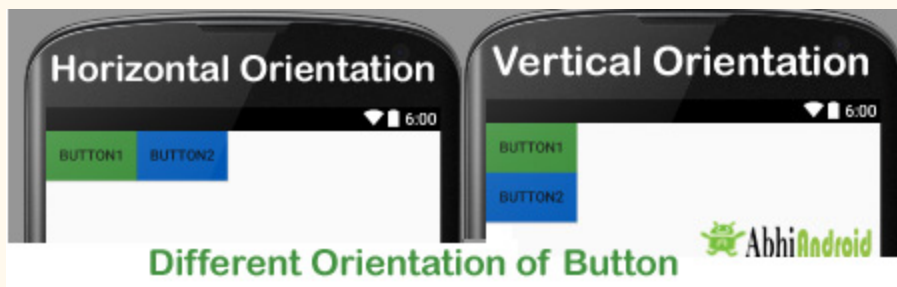 Horizontal Orientation
6:00
BUTTON1 BUTTON2
Vertical Orientation
6:00
BUTTON1
BUTTON2
AbhiAndroid
Different Orientation of Button